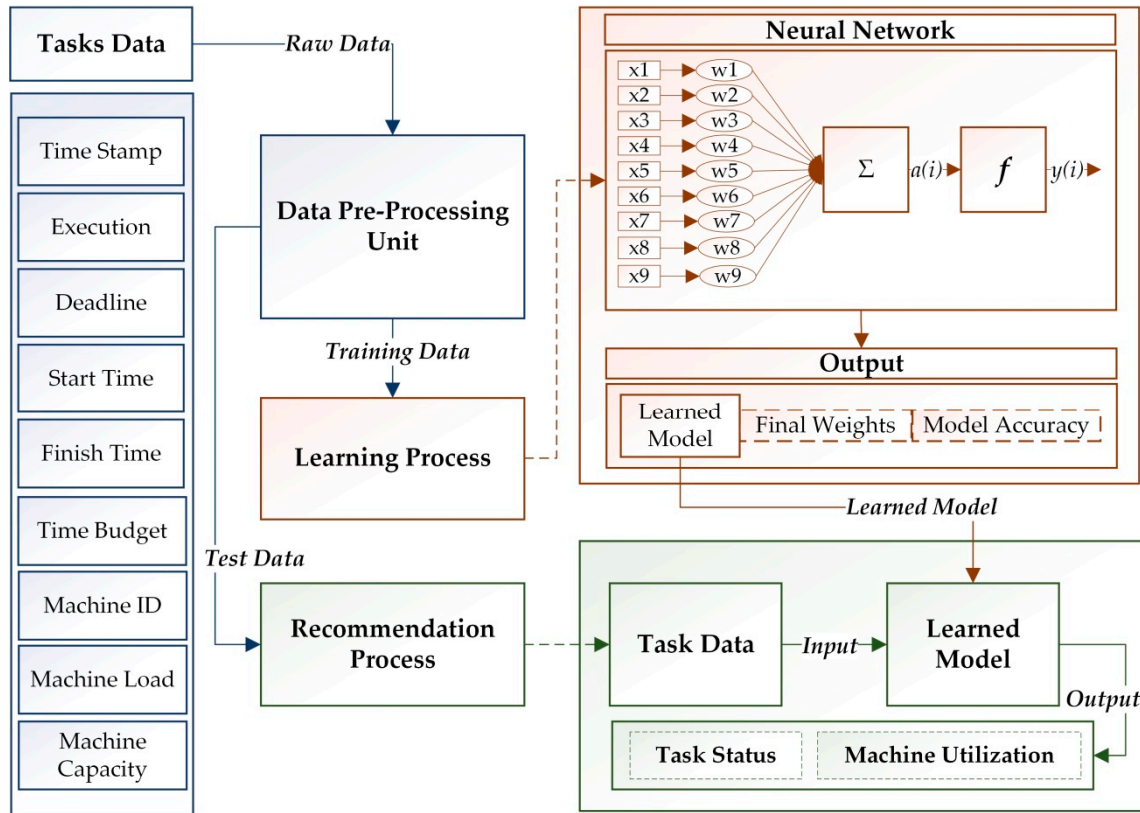 Tasks Data
Raw Data
Time Stamp
Execution
Deadline
Start Time
Finish Time
Time Budget
Machine ID
Machine Load
Machine
Capacity
Data Pre-Processing
Unit
Training Data
Learning Process
Test Data
Recommendation
Process
Neural Network
x1 w1
x2 w2
x3 w3
x4 w4
x5 w5
x6 w6
x7 w7
x8 w8
x9 w9
Σ a(i) f y(i)
Output
Learned
Model
Final Weights
Model Accuracy
Learned Model
Task Data
Input
Learned
Model
Output
Task Status
Machine Utilization